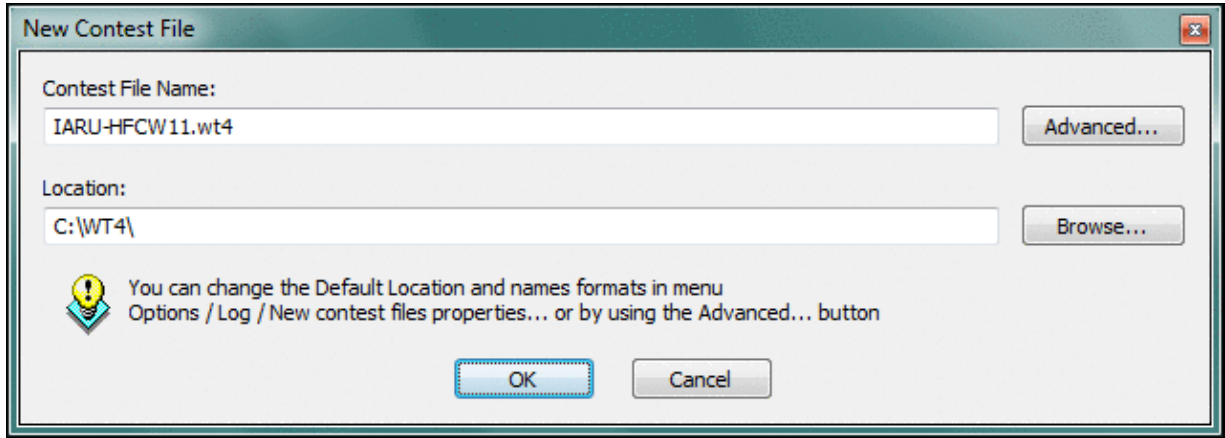 New Contest File
Contest File Name:
IARU-HFCW11.wt4
Advanced...
Location:
C:\WT4\
Browse...
You can change the Default Location and names formats in menu
Options / Log / New contest files properties... or by using the Advanced... button
OK
Cancel